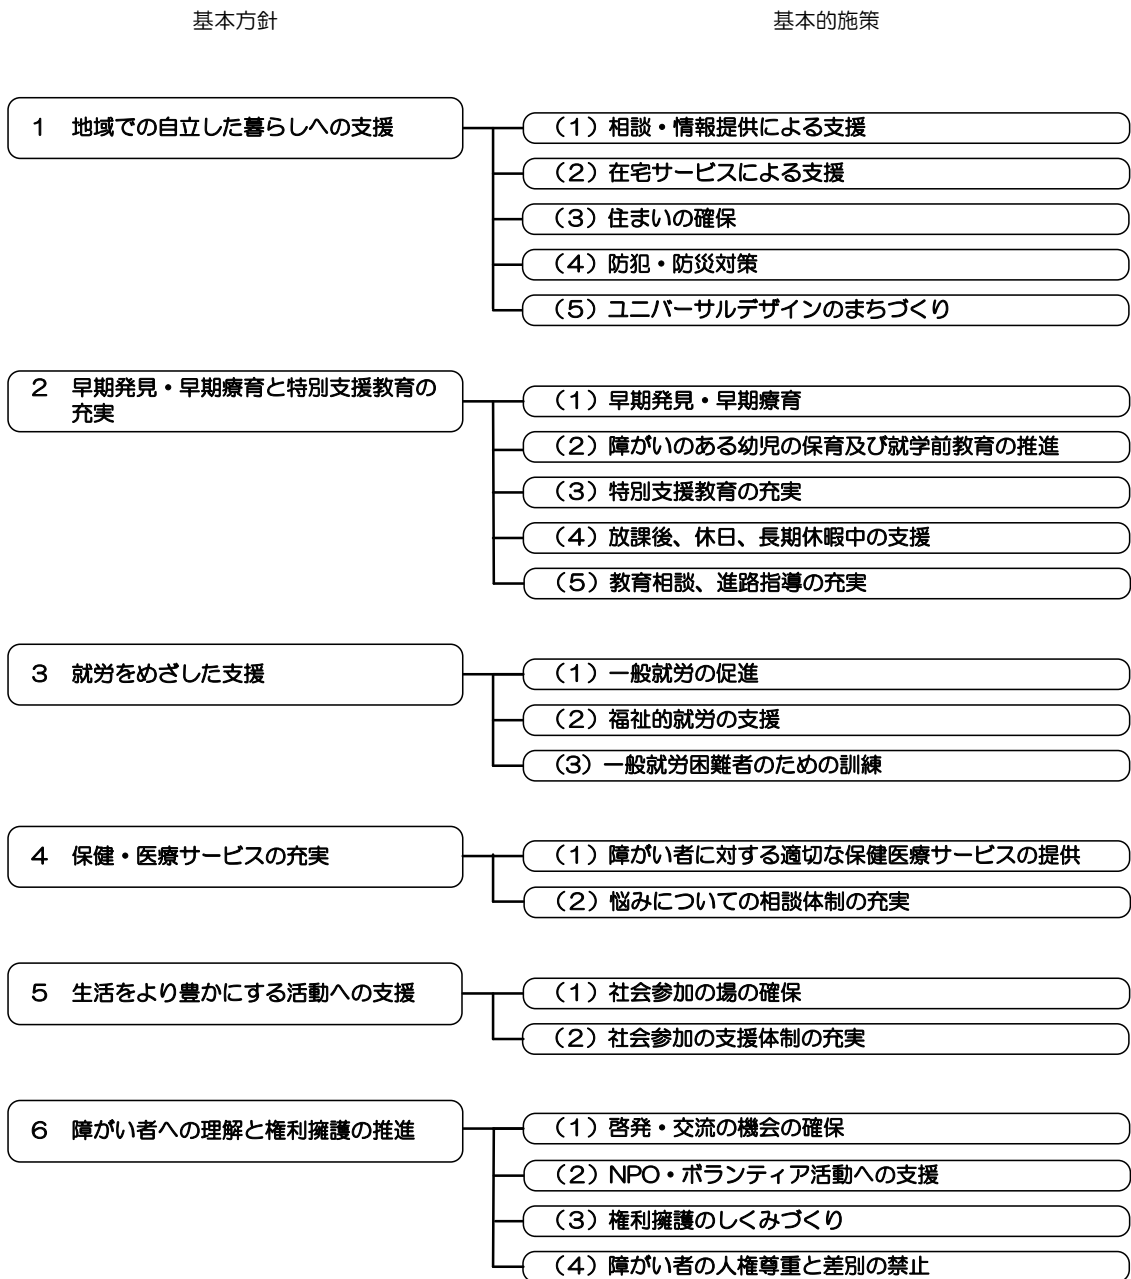 基本方針
基本的施策
1 地域での自立した暮らしへの支援
（1）相談・情報提供による支援
（2）在宅サービスによる支援
（3）住まいの確保
（4）防犯・防災対策
（5）ユニバーサルデザインのまちづくり
2 早期発見・早期療育と特別支援教育の
充実
（1）早期発見・早期療育
（2）障がいのある幼児の保育及び就学前教育の推進
（3）特別支援教育の充実
（4）放課後、休日、長期休暇中の支援
（5）教育相談、進路指導の充実
3 就労をめざした支援
（1）一般就労の促進
（2）福祉的就労の支援
（3）一般就労困難者のための訓練
4 保健・医療サービスの充実
（1）障がい者に対する適切な保健医療サービスの提供
（2）悩みについての相談体制の充実
5 生活をより豊かにする活動への支援
（1）社会参加の場の確保
（2）社会参加の支援体制の充実
6 障がい者への理解と権利擁護の推進
（1）啓発・交流の機会の確保
（2）NPO・ボランティア活動への支援
（3）権利擁護のしくみづくり
（4）障がい者の人権尊重と差別の禁止